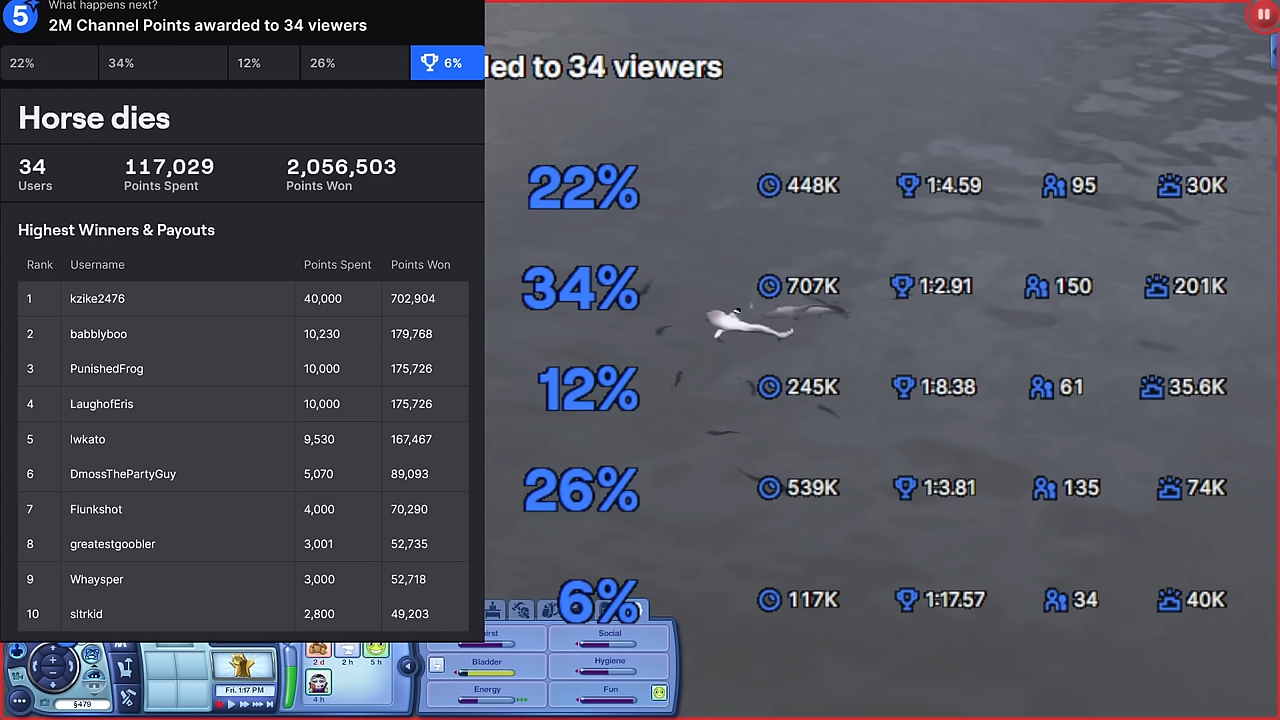 What happens next?
5
2M Channel Points awarded to 34 viewers
22%
34%
12%
26%
6%
Horse dies
34
117,029
2,056,503
Users
Points Spent
Points Won
Highest Winners & Payouts
Rank Username Points Spent Points Won
1 kzike2476 40,000 702,904
2 babblyboo 10,230 179,768
3 PunishedFrog 10,000 175,726
4 LaughofEris 10,000 175,726
5 lwkato 9,530 167,467
6 DmossThePartyGuy 5,070 89,093
7 Flunkshot 4,000 70,290
8 greatestgoobler 3,001 52,735
9 Whaysper 3,000 52,718
10 sltrkid 2,800 49,203
led to 34 viewers
22% 448K 1:4.59 95 30K
34% 707K 1:2.91 150 201K
12% 245K 1:8.38 61 35.6K
26% 539K 1:3.81 135 74K
6% 117K 1:17.57 34 40K
Social
Bladder
Hygiene
Energy
Fun
2 d
2 h
5 h
4 h
Fri. 1:17 PM
§479